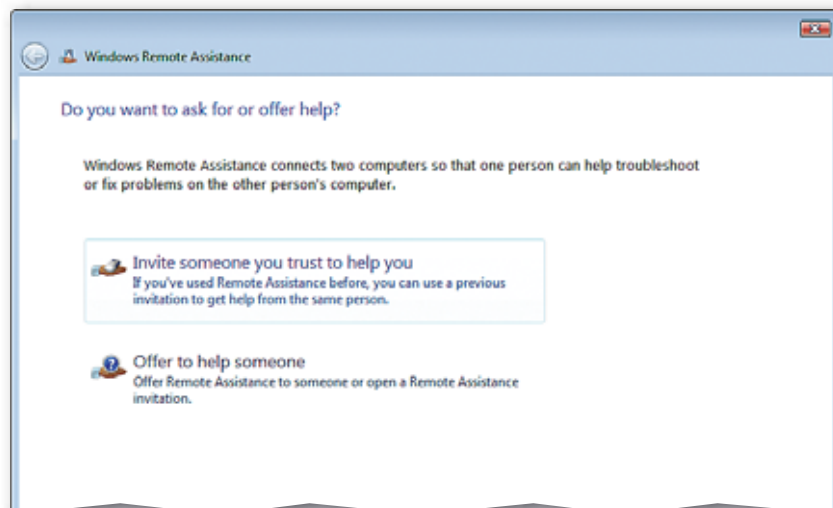 Windows Remote Assistance
Do you want to ask for or offer help?
Windows Remote Assistance connects two computers so that one person can help troubleshoot
or fix problems on the other person's computer.
Invite someone you trust to help you
If you've used Remote Assistance before, you can use a previous
invitation to get help from the same person.
Offer to help someone
Offer Remote Assistance to someone or open a Remote Assistance
invitation.